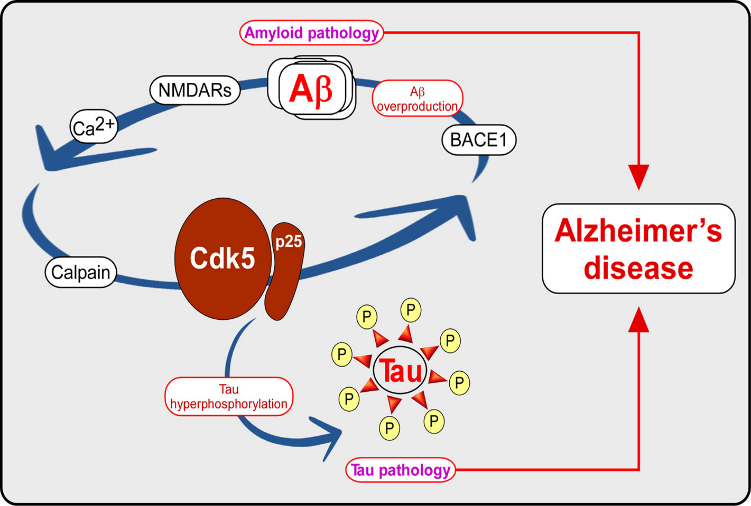 Amyloid pathology
NMDARs
Aβ
Aβ
overproduction
Ca2+
BACE1
Cdk5
p25
Alzheimer's
disease
Calpain
P
P
P
P
P
P
P
P
P
Tau
Tau
hyperphosphorylation
Tau pathology